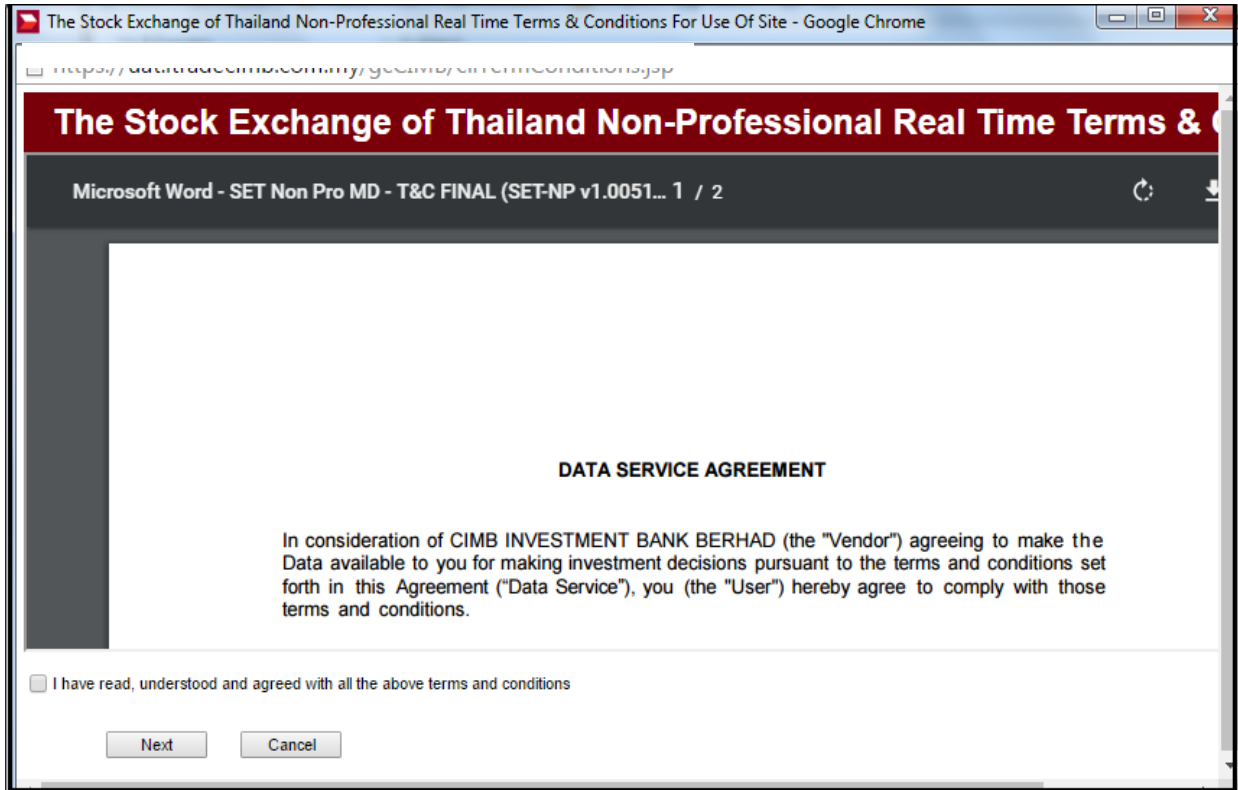 The Stock Exchange of Thailand Non-Professional Real Time Terms & Conditions For Use Of Site - Google Chrome
The Stock Exchange of Thailand Non-Professional Real Time Terms &
Microsoft Word - SET Non Pro MD - T&C FINAL (SET-NP v1.0051... 1 / 2
DATA SERVICE AGREEMENT
In consideration of CIMB INVESTMENT BANK BERHAD (the "Vendor") agreeing to make the
Data available to you for making investment decisions pursuant to the terms and conditions set
forth in this Agreement (“Data Service”), you (the "User") hereby agree to comply with those
terms and conditions.
I have read, understood and agreed with all the above terms and conditions
Next Cancel